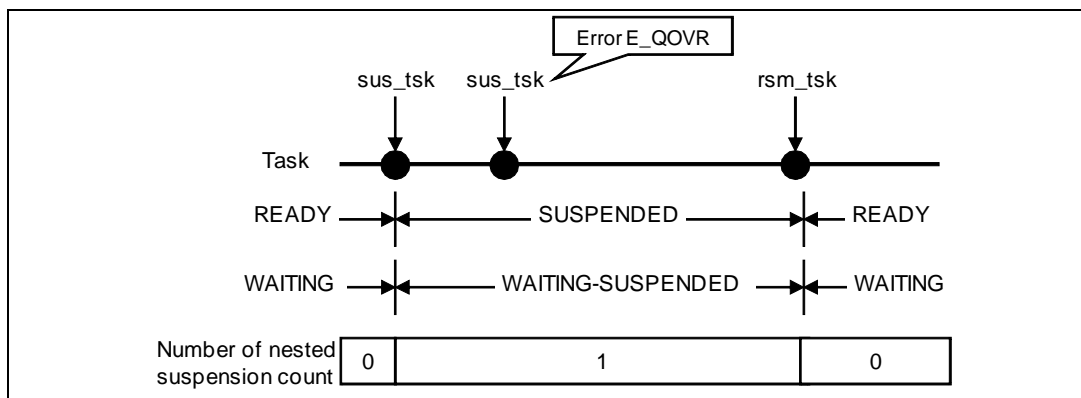 Error E_QOVR
sus_tsk sus_tsk rsm_tsk
Task
READY SUSPENDED READY
WAITING WAITING-SUSPENDED WAITING
Number of nested
suspension count
0 1 0